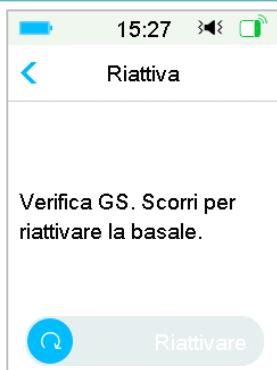 15:27
Riattiva
Verifica GS. Scorri per
riattivare la basale.
Riattivare